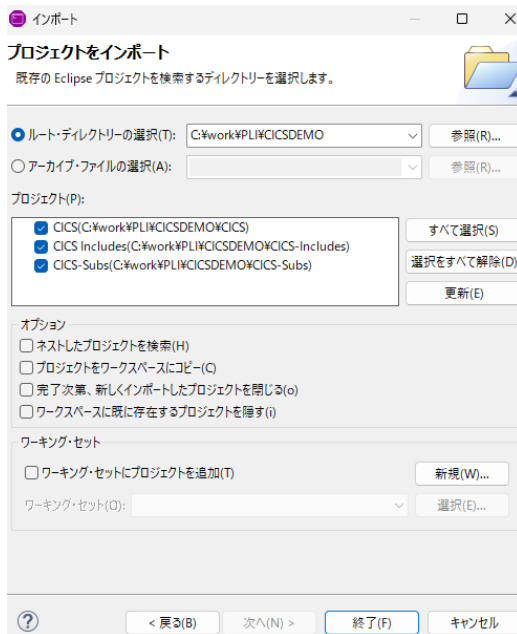 インポート
プロジェクトをインポート
既存の Eclipse プロジェクトを検索するディレクトリーを選択します。
ルート・ディレクトリーの選択(T): C:¥work¥PLI¥CICSDEMO 参照(R)...
アーカイブ・ファイルの選択(A): 参照(R)...
プロジェクト(P):
CICS(C:¥work¥PLI¥CICSDEMO¥CICS)
CICS Includes(C:¥work¥PLI¥CICSDEMO¥CICS-Includes)
CICS-Subs(C:¥work¥PLI¥CICSDEMO¥CICS-Subs)
すべて選択(S)
選択をすべて解除(D)
更新(E)
オプション
ネストしたプロジェクトを検索(H)
プロジェクトをワークスペースにコピー(C)
完了次第、新しくインポートしたプロジェクトを閉じる(o)
ワークスペースに既に存在するプロジェクトを隠す(i)
ワーキング・セット
ワーキング・セットにプロジェクトを追加(T) 新規(W)...
ワーキング・セット(O): 選択(E)...
? < 戻る(B) 次へ(N) > 終了(F) キャンセル